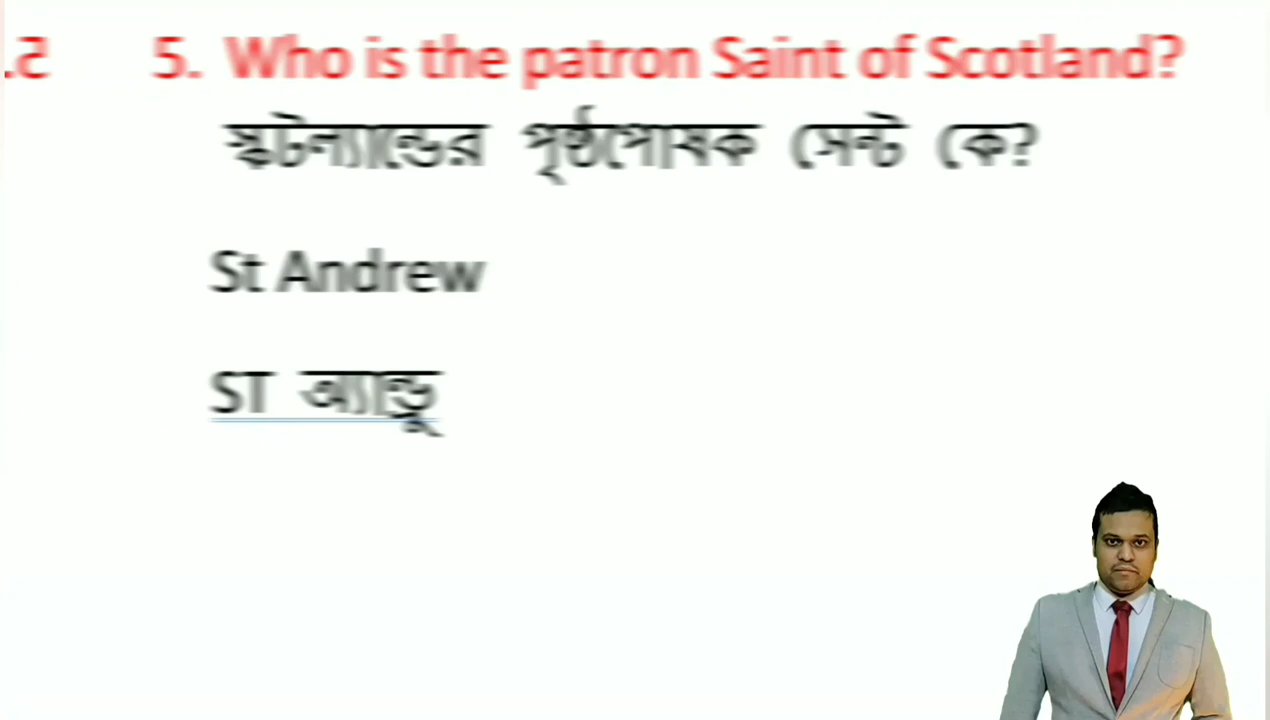 5. Who is the patron Saint of Scotland?
স্কটল্যান্ডের পৃষ্ঠপোষক সেন্ট কে?
St Andrew
ST অ্যান্ড্রু